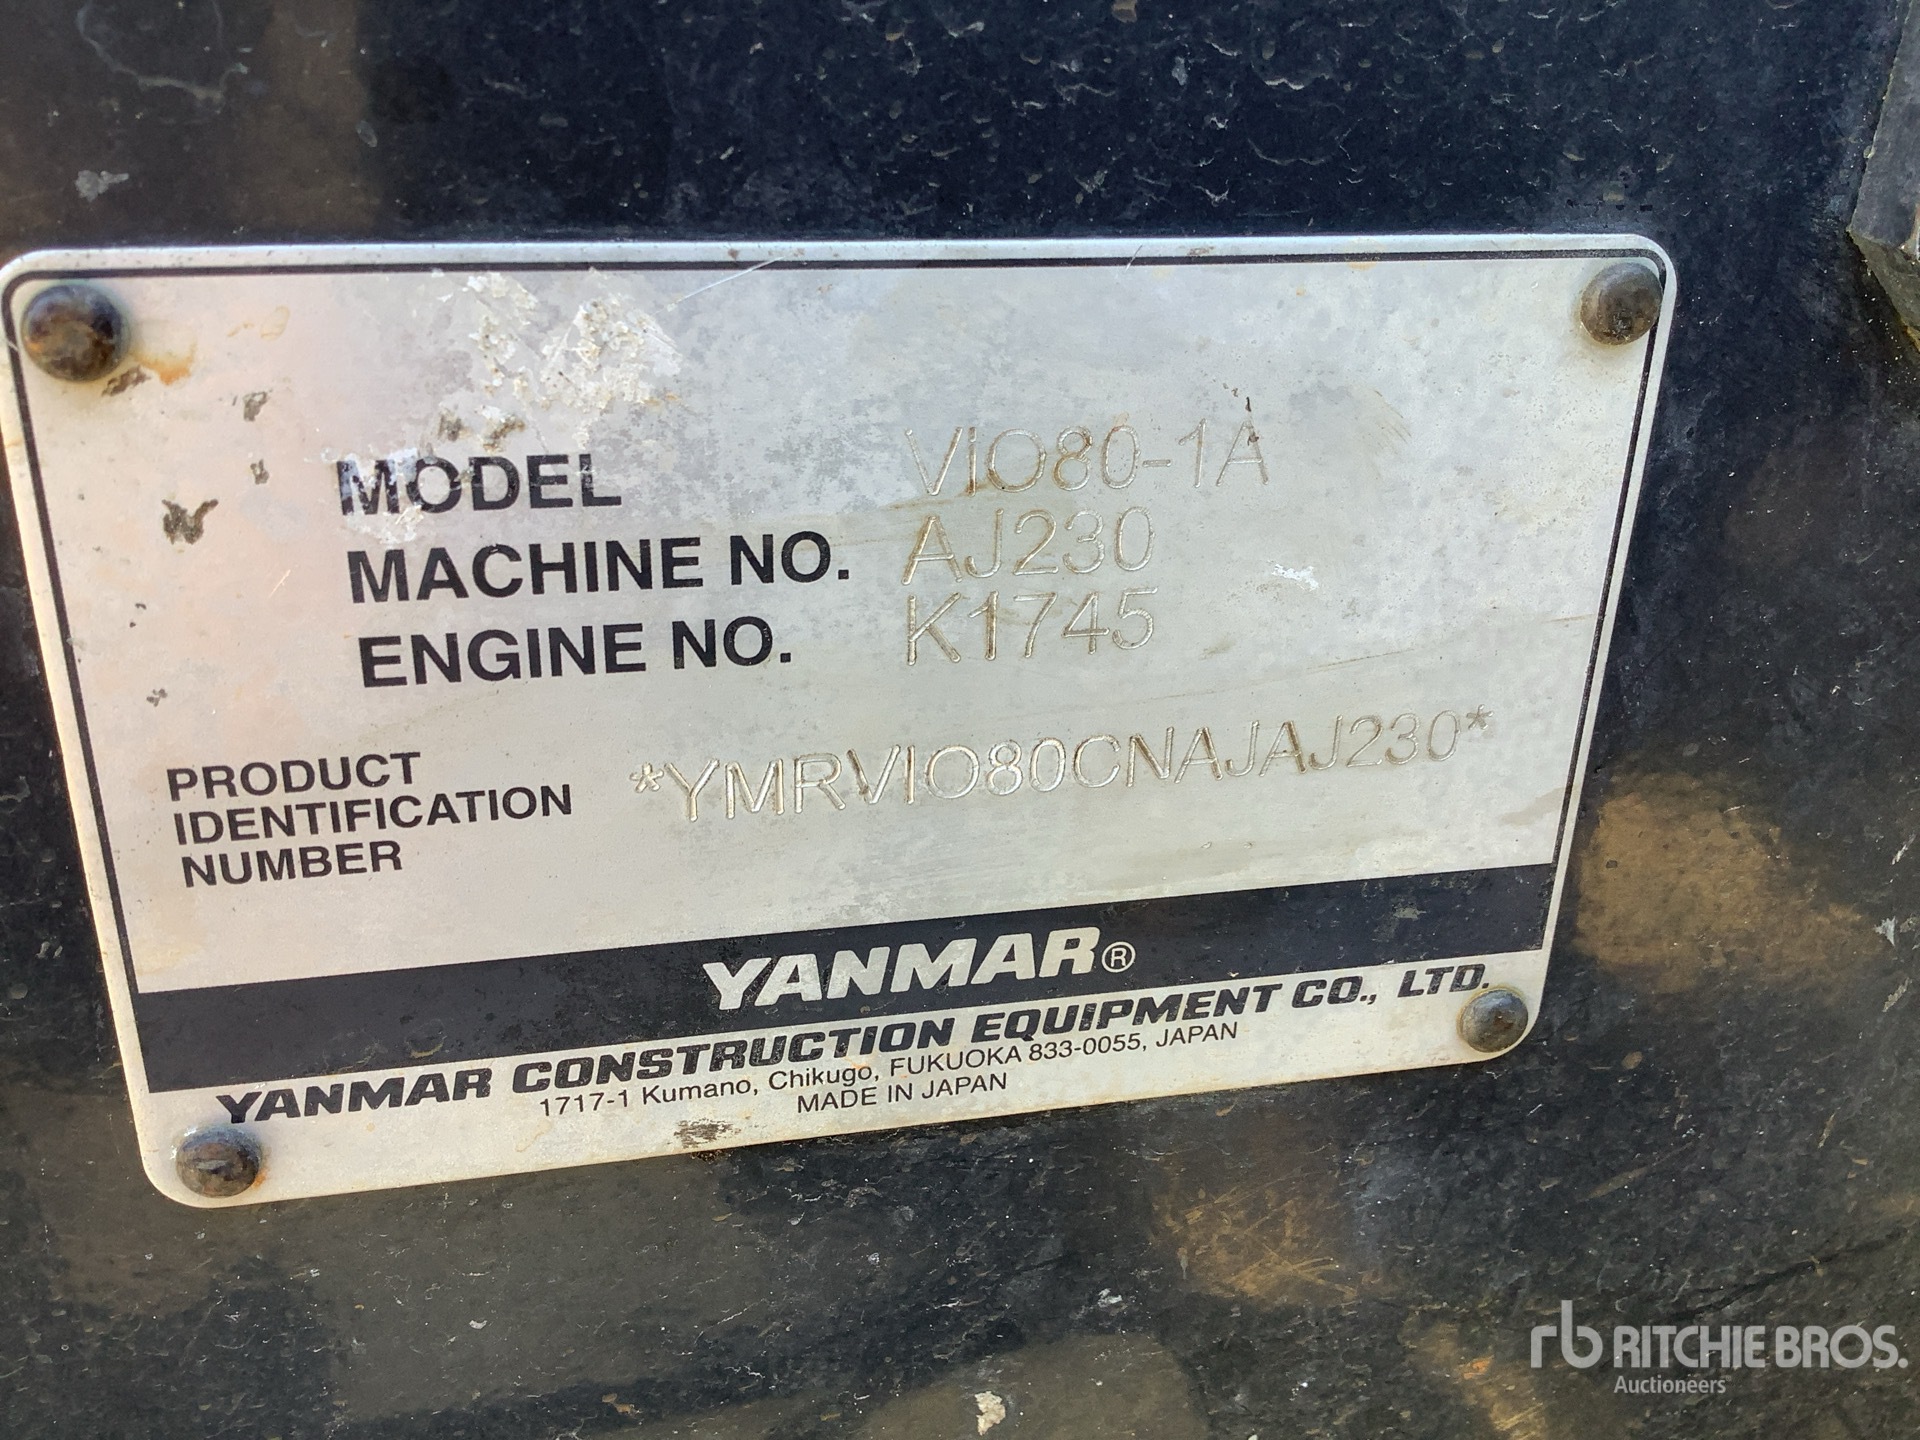 MODEL ViO80-1A
MACHINE NO. AJ230
ENGINE NO. K1745
PRODUCT
IDENTIFICATION
NUMBER
*YMRVIO80CNAJAJ230*
YANMAR®
YANMAR CONSTRUCTION EQUIPMENT CO., LTD.
1717-1 Kumano, Chikugo, FUKUOKA 833-0055, JAPAN
MADE IN JAPAN
rb RITCHIE BROS.
Auctioneers